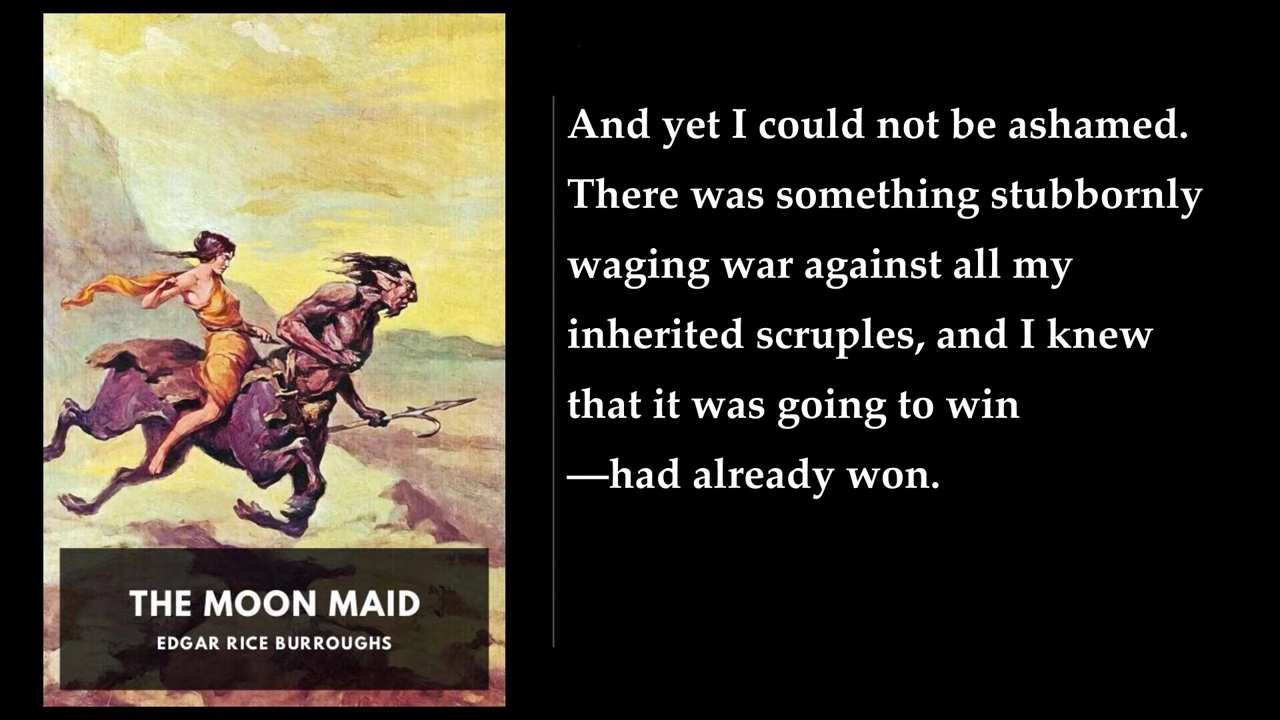 And yet I could not be ashamed.
There was something stubbornly
waging war against all my
inherited scruples, and I knew
that it was going to win
—had already won.
THE MOON MAID
EDGAR RICE BURROUGHS